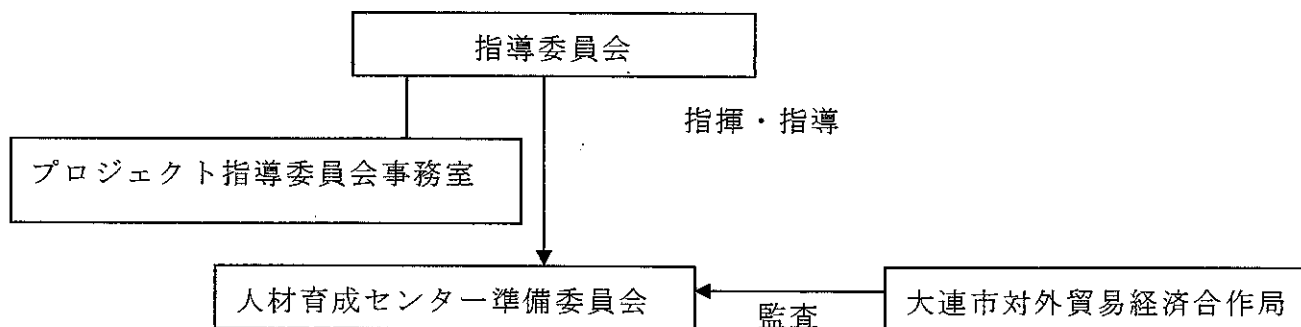 指導委員会
指揮・指導
プロジェクト指導委員会事務室
人材育成センター準備委員会
監査
大連市対外貿易経済合作局